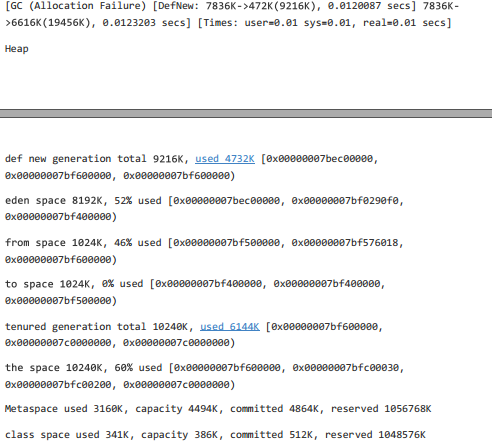 [GC (Allocation Failure) [DefNew: 7836K->472K(9216K), 0.0120087 secs] 7836K-
>6616K(19456K), 0.0123203 secs] [Times: user=0.01 sys=0.01, real=0.01 secs]
Heap
def new generation total 9216K, used 4732K [0x00000007bec00000,
0x00000007bf600000, 0x00000007bf600000)
eden space 8192K, 52% used [0x00000007bec00000, 0x00000007bf0290f0,
0x00000007bf400000)
from space 1024K, 46% used [0x00000007bf500000, 0x00000007bf576018,
0x00000007bf600000)
to space 1024K, 0% used [0x00000007bf400000, 0x00000007bf400000,
0x00000007bf500000)
tenured generation total 10240K, used 6144K [0x00000007bf600000,
0x00000007c0000000, 0x00000007c0000000)
the space 10240K, 60% used [0x00000007bf600000, 0x00000007bfc00030,
0x00000007bfc00200, 0x00000007c0000000)
Metaspace used 3160K, capacity 4494K, committed 4864K, reserved 1056768K
class space used 341K, capacity 386K, committed 512K, reserved 1048576K